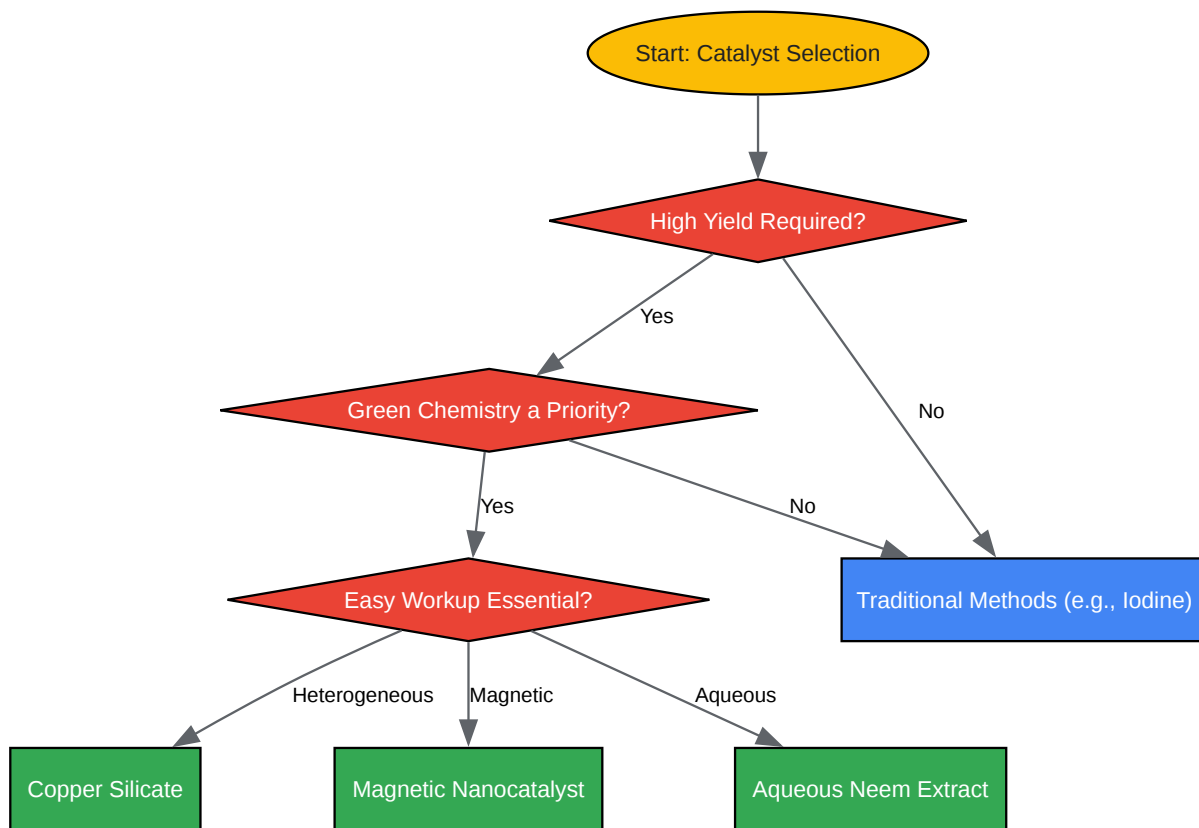 Start: Catalyst Selection
High Yield Required?
Yes
No
Green Chemistry a Priority?
Yes
No
Easy Workup Essential?
Traditional Methods (e.g., Iodine)
Heterogeneous
Magnetic
Aqueous
Copper Silicate
Magnetic Nanocatalyst
Aqueous Neem Extract